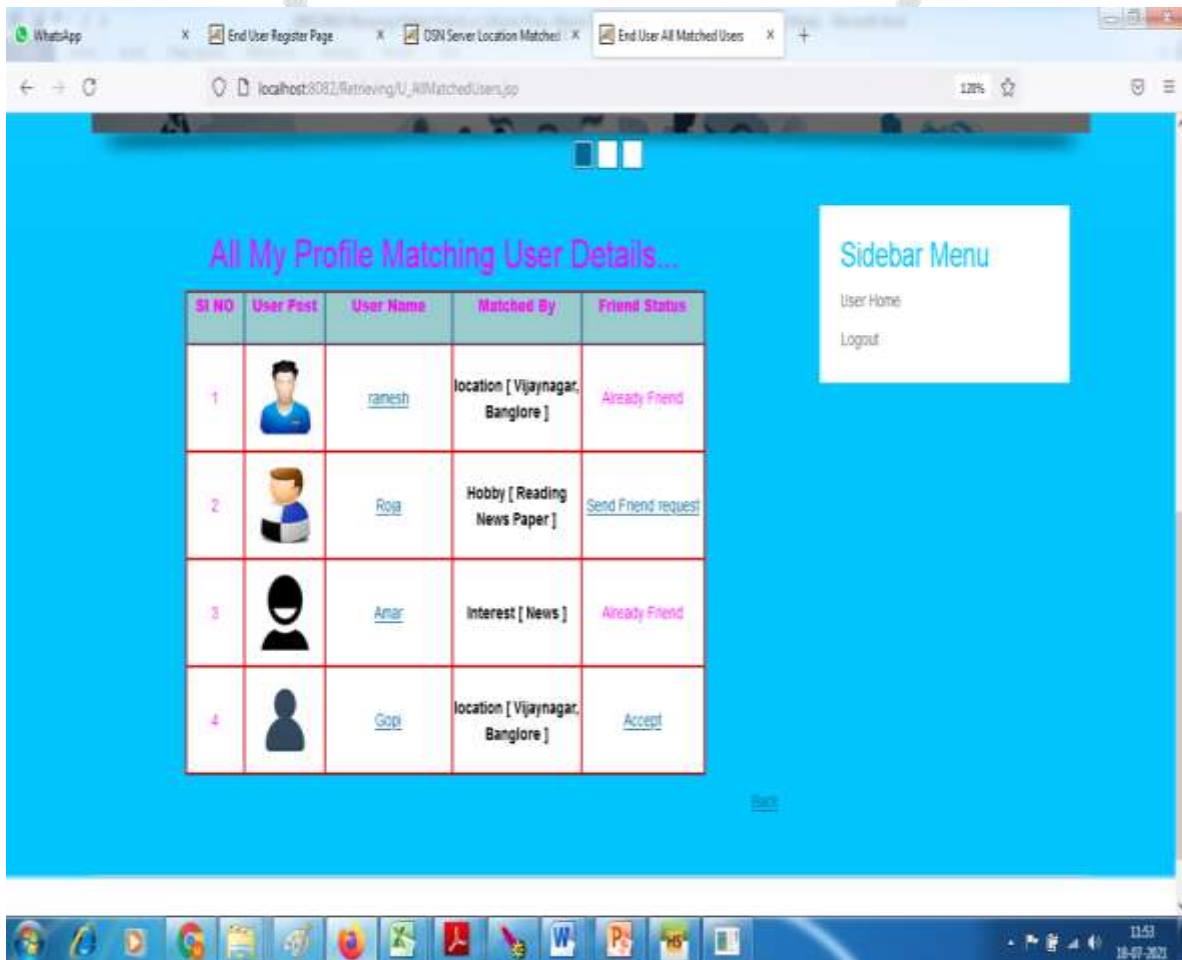 WhatsApp
End User Register Page
OSN Server Location Matched
End User All Matched Users
localhost:8082/Retrieving/U_AllMatchedUsers.jsp
120%
All My Profile Matching User Details...
Sidebar Menu
User Home
Logout
SI NO User Post User Name Matched By Friend Status
1 ramesh location [ Vijaynagar, Banglore ] Already Friend
2 Roja Hobby [ Reading News Paper ] Send Friend request
3 Amar Interest [ News ] Already Friend
4 Gopi location [ Vijaynagar, Banglore ] Accept
Back
11:53
18-07-2021